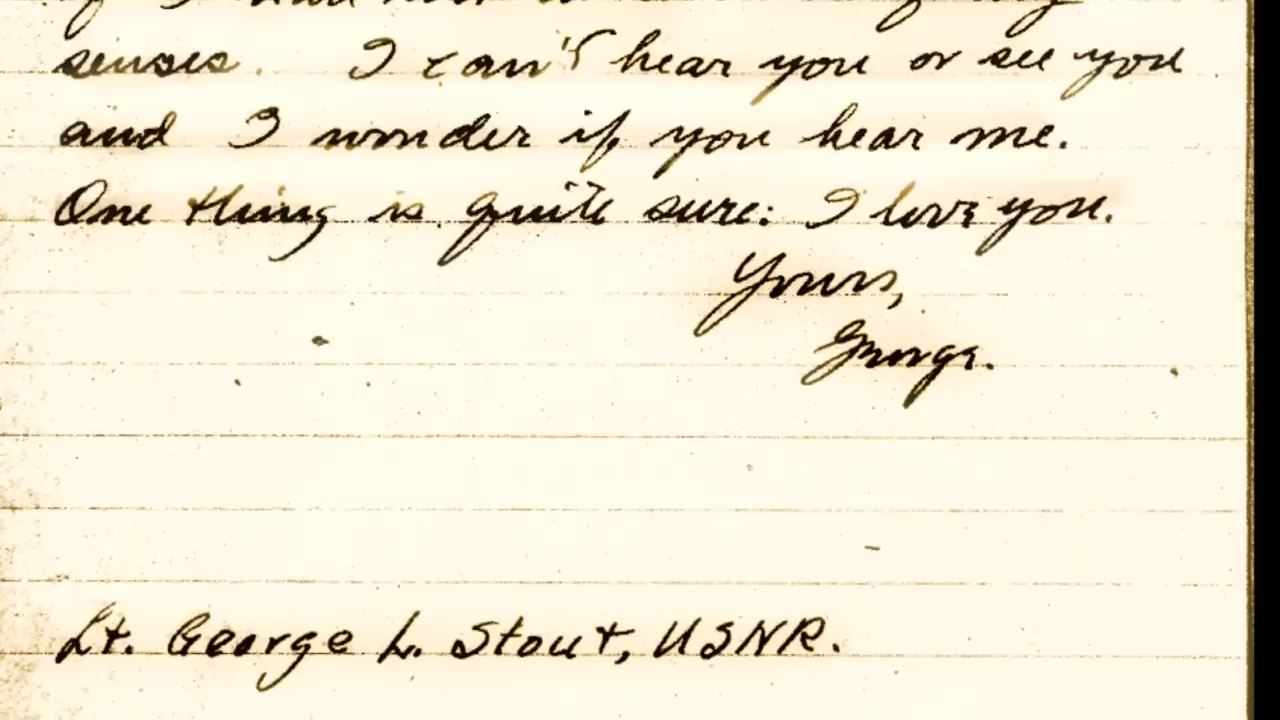 senses. I can't hear you or see you
and I wonder if you hear me.
One thing is quite sure: I love you.
Yours,
George.
Lt. George L. Stout, USNR.